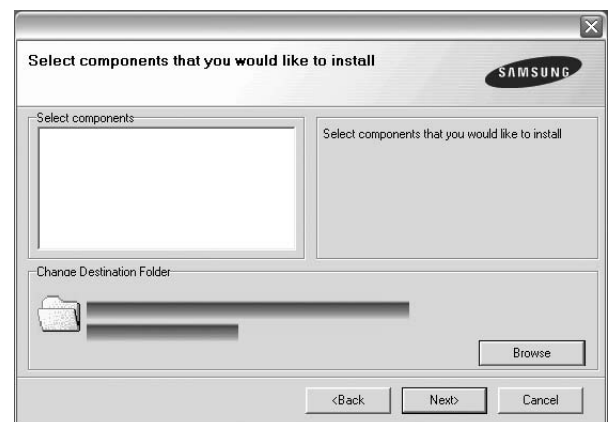 Select components that you would like to install
SAMSUNG
Select components
Select components that you would like to install
Change Destination Folder
Browse
<Back
Next>
Cancel